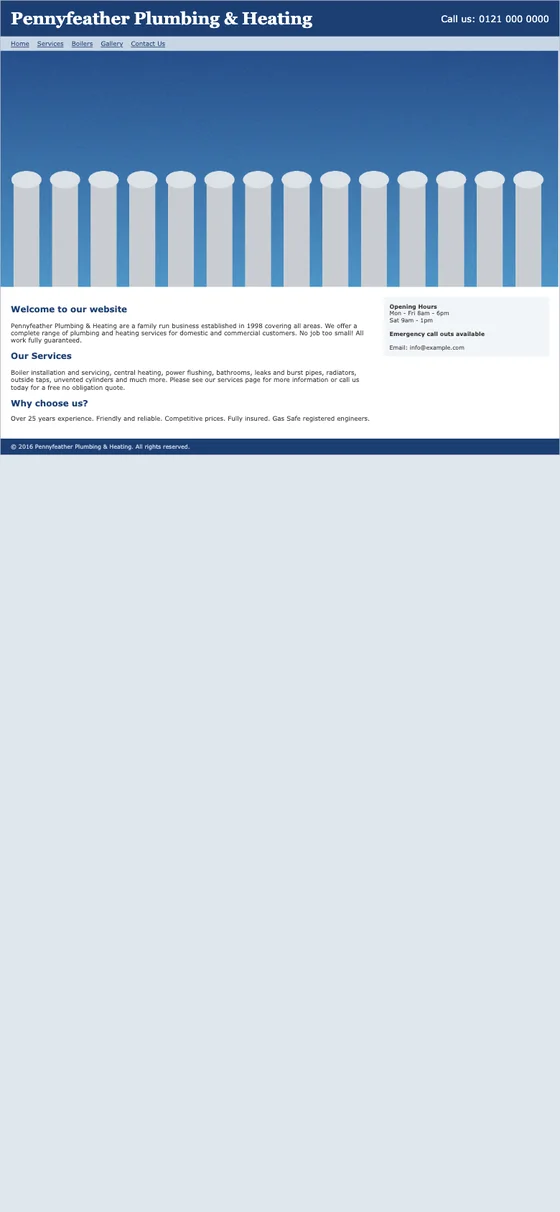 Pennyfeather Plumbing & Heating
Call us: 0121 000 0000
Home Services Boilers Gallery Contact Us
Welcome to our website
Pennyfeather Plumbing & Heating are a family run business established in 1998 covering all areas. We offer a
complete range of plumbing and heating services for domestic and commercial customers. No job too small! All
work fully guaranteed.
Our Services
Boiler installation and servicing, central heating, power flushing, bathrooms, leaks and burst pipes, radiators,
outside taps, unvented cylinders and much more. Please see our services page for more information or call us
today for a free no obligation quote.
Why choose us?
Over 25 years experience. Friendly and reliable. Competitive prices. Fully insured. Gas Safe registered engineers.
Opening Hours
Mon - Fri 8am - 6pm
Sat 9am - 1pm
Emergency call outs available
Email: info@example.com
© 2016 Pennyfeather Plumbing & Heating. All rights reserved.